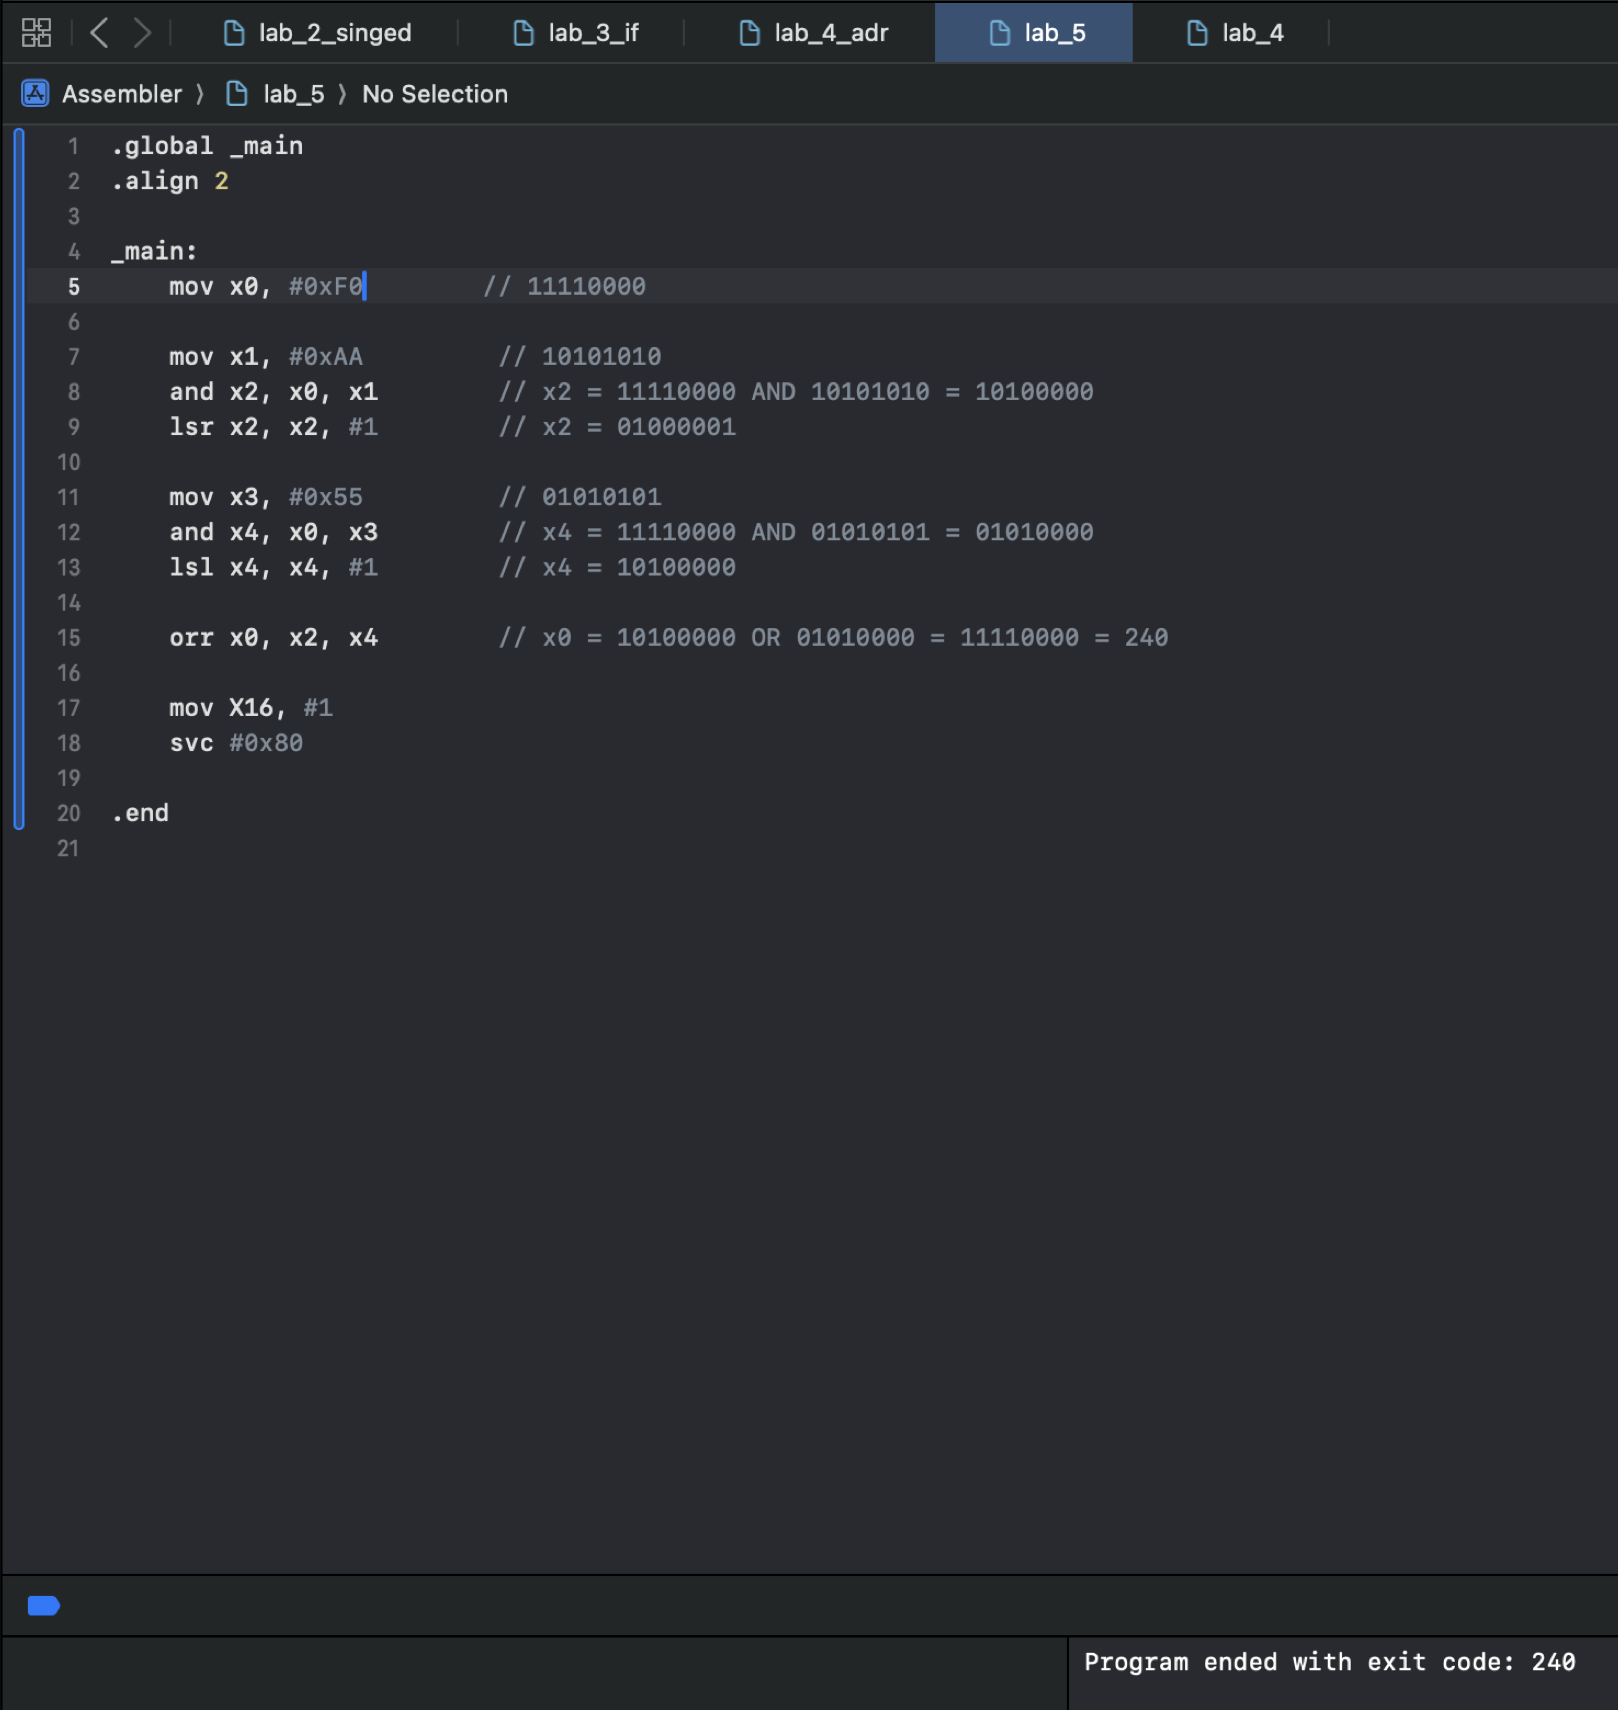 lab_2_singed lab_3_if lab_4_adr lab_5 lab_4
Assembler 〉 lab_5 〉 No Selection
1 .global _main
2 .align 2
3
4 _main:
5 mov x0, #0xF0 // 11110000
6
7 mov x1, #0xAA // 10101010
8 and x2, x0, x1 // x2 = 11110000 AND 10101010 = 10100000
9 lsr x2, x2, #1 // x2 = 01000001
10
11 mov x3, #0x55 // 01010101
12 and x4, x0, x3 // x4 = 11110000 AND 01010101 = 01010000
13 lsl x4, x4, #1 // x4 = 10100000
14
15 orr x0, x2, x4 // x0 = 10100000 OR 01010000 = 11110000 = 240
16
17 mov X16, #1
18 svc #0x80
19
20 .end
21
Program ended with exit code: 240